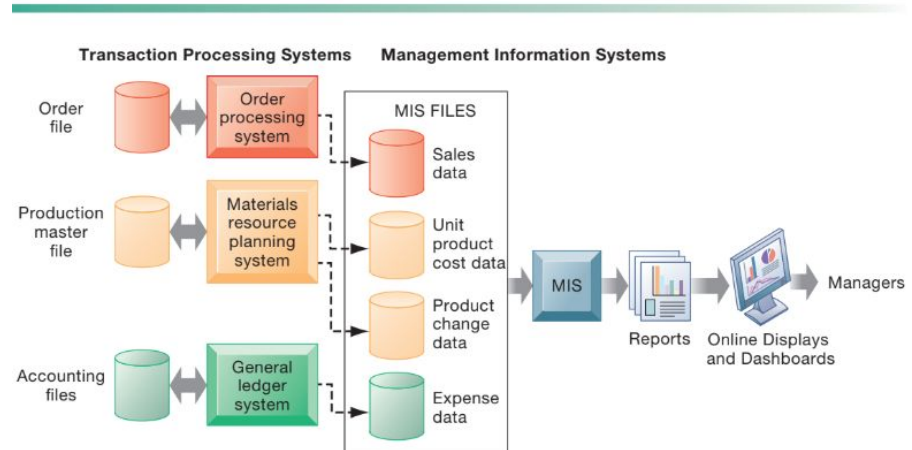 Transaction Processing Systems
Management Information Systems
Order
file
Order
processing
system
MIS FILES
Sales
data
Production
master
file
Materials
resource
planning
system
Unit
product
cost data
Product
change
data
MIS
Reports
Online Displays
and Dashboards
Managers
Accounting
files
General
ledger
system
Expense
data